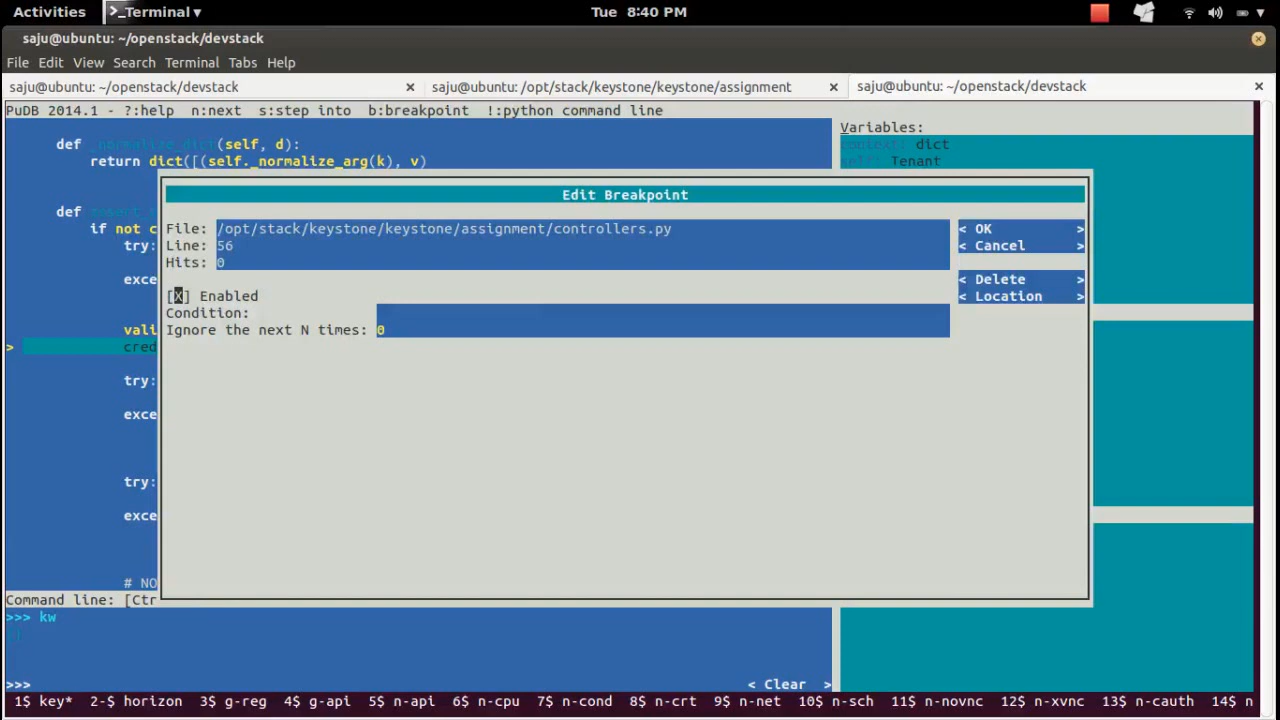 Activities >_Terminal ▾ Tue 8:40 PM
saju@ubuntu: ~/openstack/devstack
File Edit View Search Terminal Tabs Help
saju@ubuntu: ~/openstack/devstack × saju@ubuntu: /opt/stack/keystone/keystone/assignment × saju@ubuntu: ~/openstack/devstack ×
PuDB 2014.1 - ?:help n:next s:step into b:breakpoint !:python command line
Variables:
def _normalize_dict(self, d):
context: dict
return dict([(self._normalize_arg(k), v)
self: Tenant
Edit Breakpoint
def
if not c
File: /opt/stack/keystone/keystone/assignment/controllers.py < OK >
try: Line: 56 < Cancel >
Hits: 0
exce < Delete >
[X] Enabled < Location >
Condition:
vali Ignore the next N times: 0
> cred
try:
exce
try:
exce
# NO
Command line: [Ctr
>>> kw
>>> < Clear >
1$ key* 2-$ horizon 3$ g-reg 4$ g-api 5$ n-api 6$ n-cpu 7$ n-cond 8$ n-crt 9$ n-net 10$ n-sch 11$ n-novnc 12$ n-xvnc 13$ n-cauth 14$ n